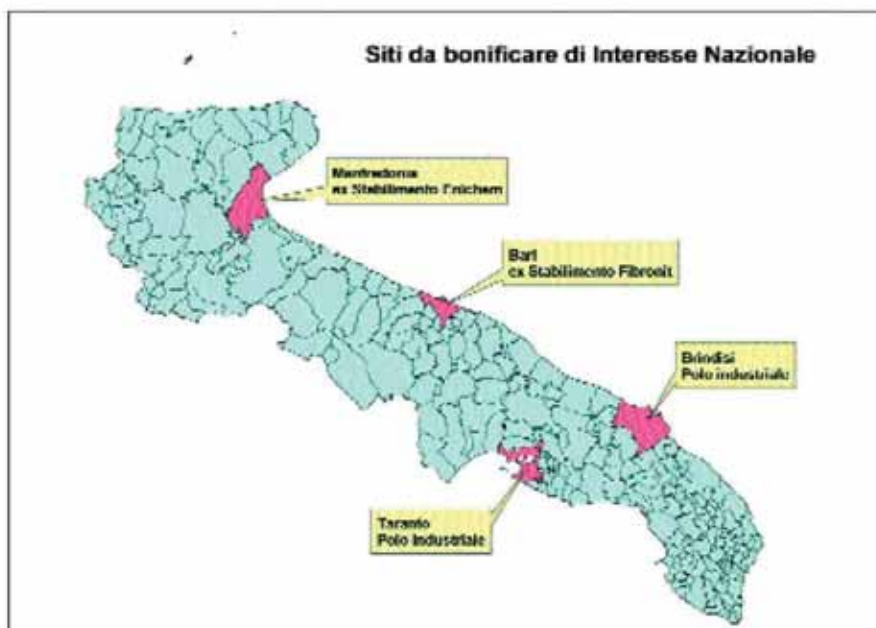 Siti da bonificare di Interesse Nazionale
Manfredonia
ex Stabilimento Enichem
Bari
ex Stabilimento Fibronit
Brindisi
Polo industriale
Taranto
Polo Industriale